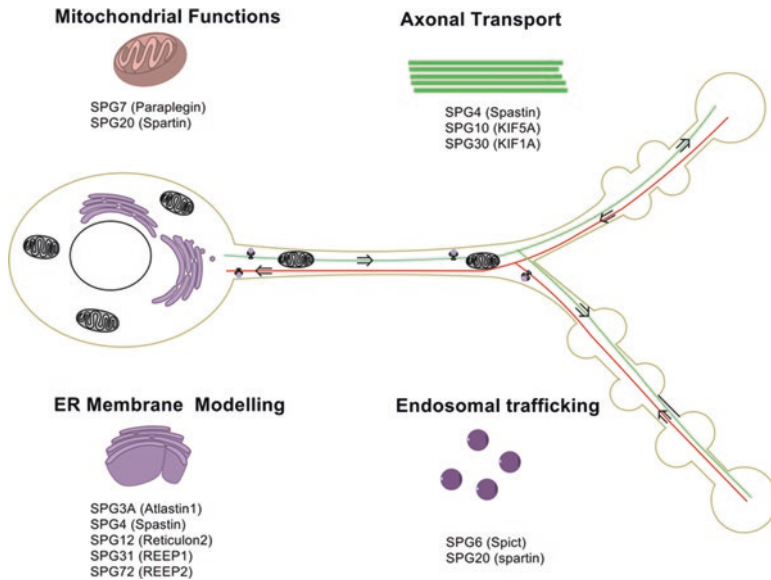 Mitochondrial Functions
SPG7 (Paraplegin)
SPG20 (Spartin)
Axonal Transport
SPG4 (Spastin)
SPG10 (KIF5A)
SPG30 (KIF1A)
ER Membrane Modelling
SPG3A (Atlastin1)
SPG4 (Spastin)
SPG12 (Reticulon2)
SPG31 (REEP1)
SPG72 (REEP2)
Endosomal trafficking
SPG6 (Spict)
SPG20 (spartin)